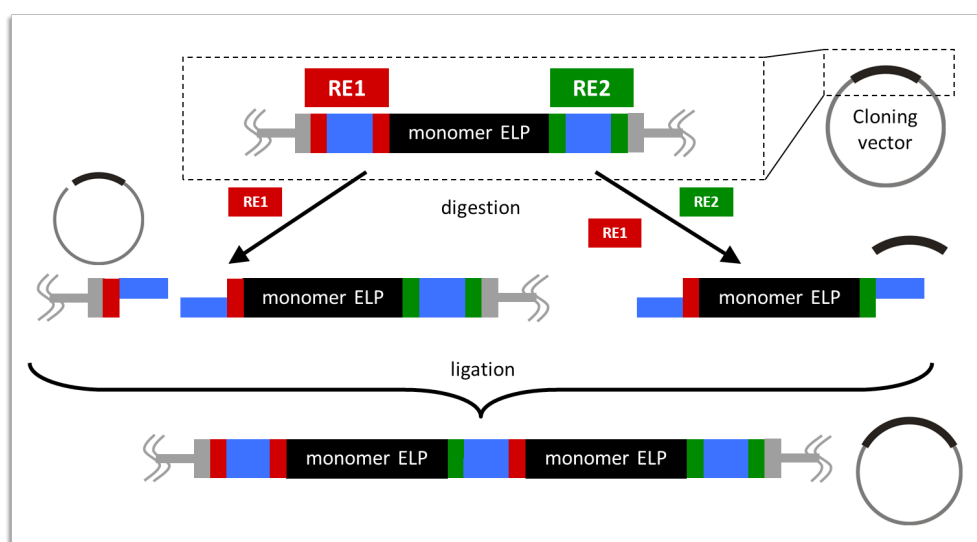 RE1
RE2
monomer ELP
Cloning
vector
RE1
digestion
RE2
RE1
monomer ELP
monomer ELP
ligation
monomer ELP
monomer ELP